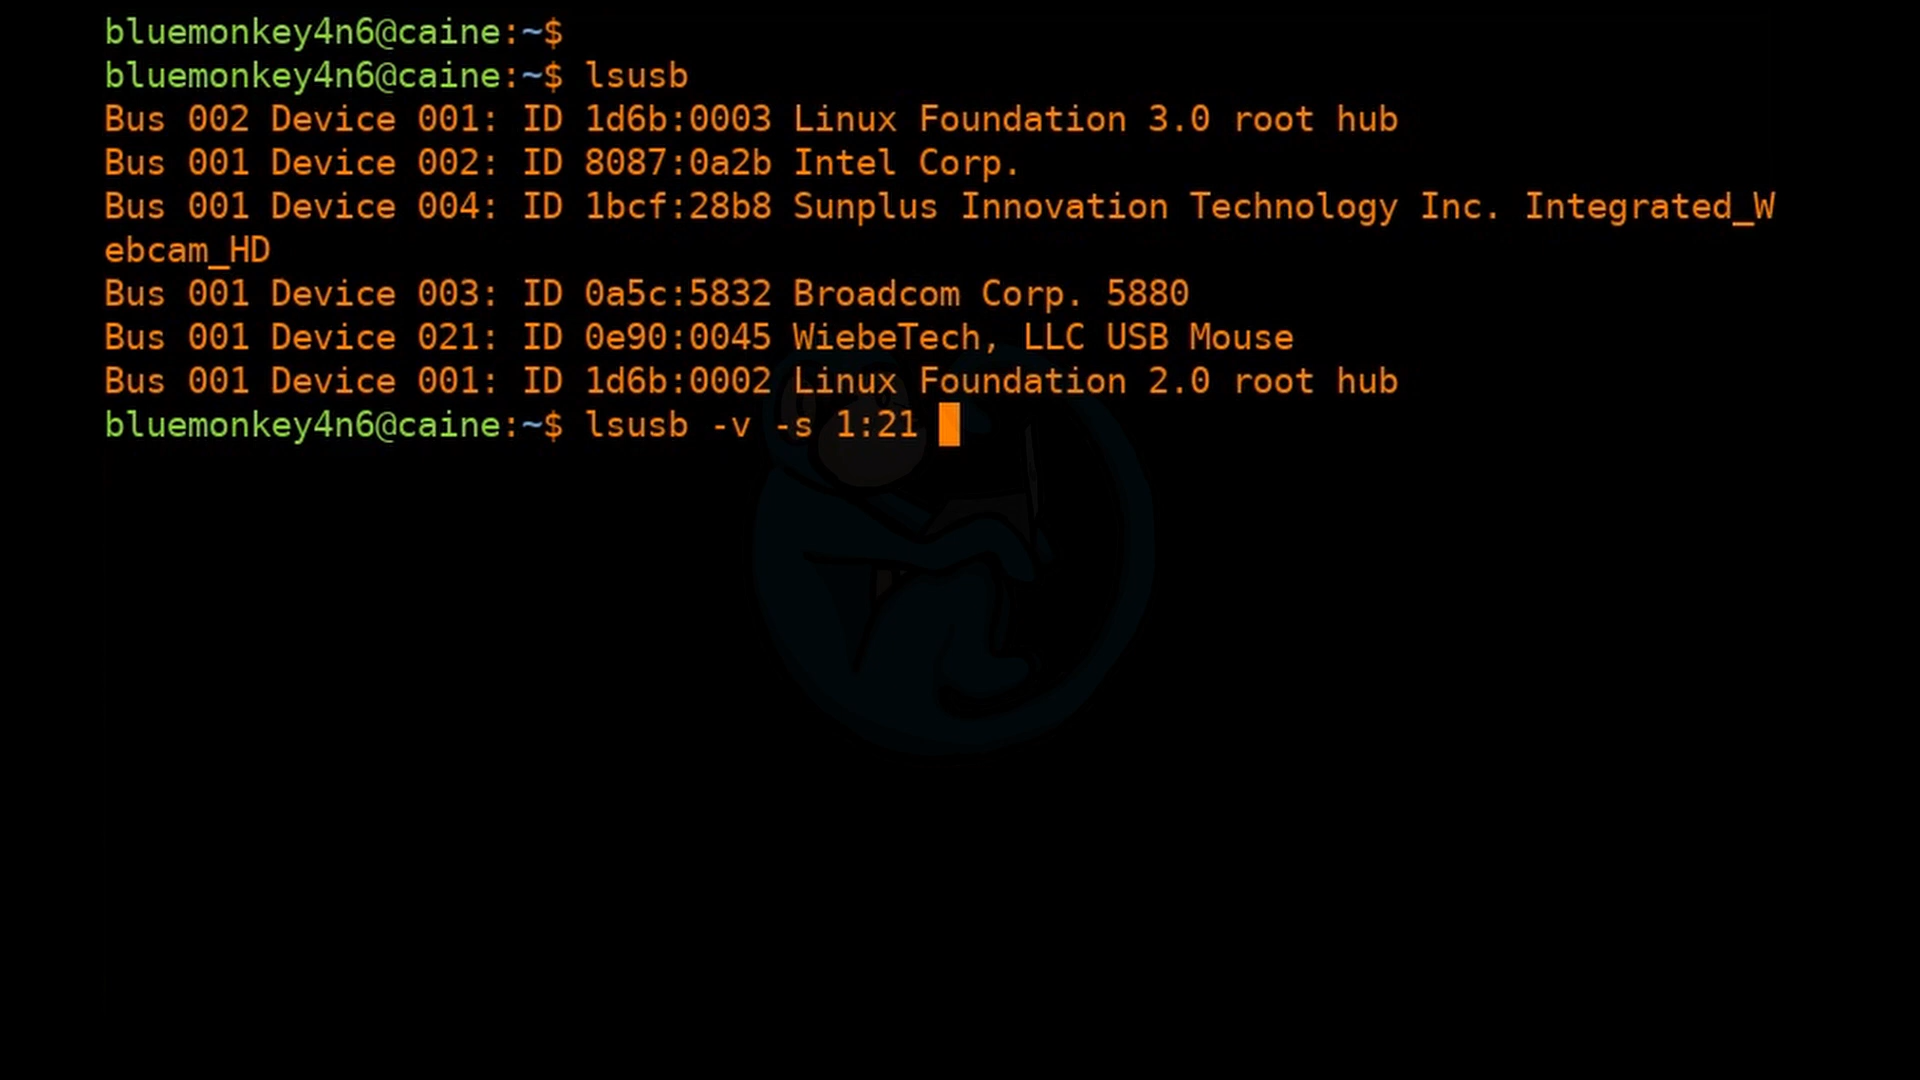 bluemonkey4n6@caine:~$
bluemonkey4n6@caine:~$ lsusb
Bus 002 Device 001: ID 1d6b:0003 Linux Foundation 3.0 root hub
Bus 001 Device 002: ID 8087:0a2b Intel Corp.
Bus 001 Device 004: ID 1bcf:28b8 Sunplus Innovation Technology Inc. Integrated_W
ebcam_HD
Bus 001 Device 003: ID 0a5c:5832 Broadcom Corp. 5880
Bus 001 Device 021: ID 0e90:0045 WiebeTech, LLC USB Mouse
Bus 001 Device 001: ID 1d6b:0002 Linux Foundation 2.0 root hub
bluemonkey4n6@caine:~$ lsusb -v -s 1:21